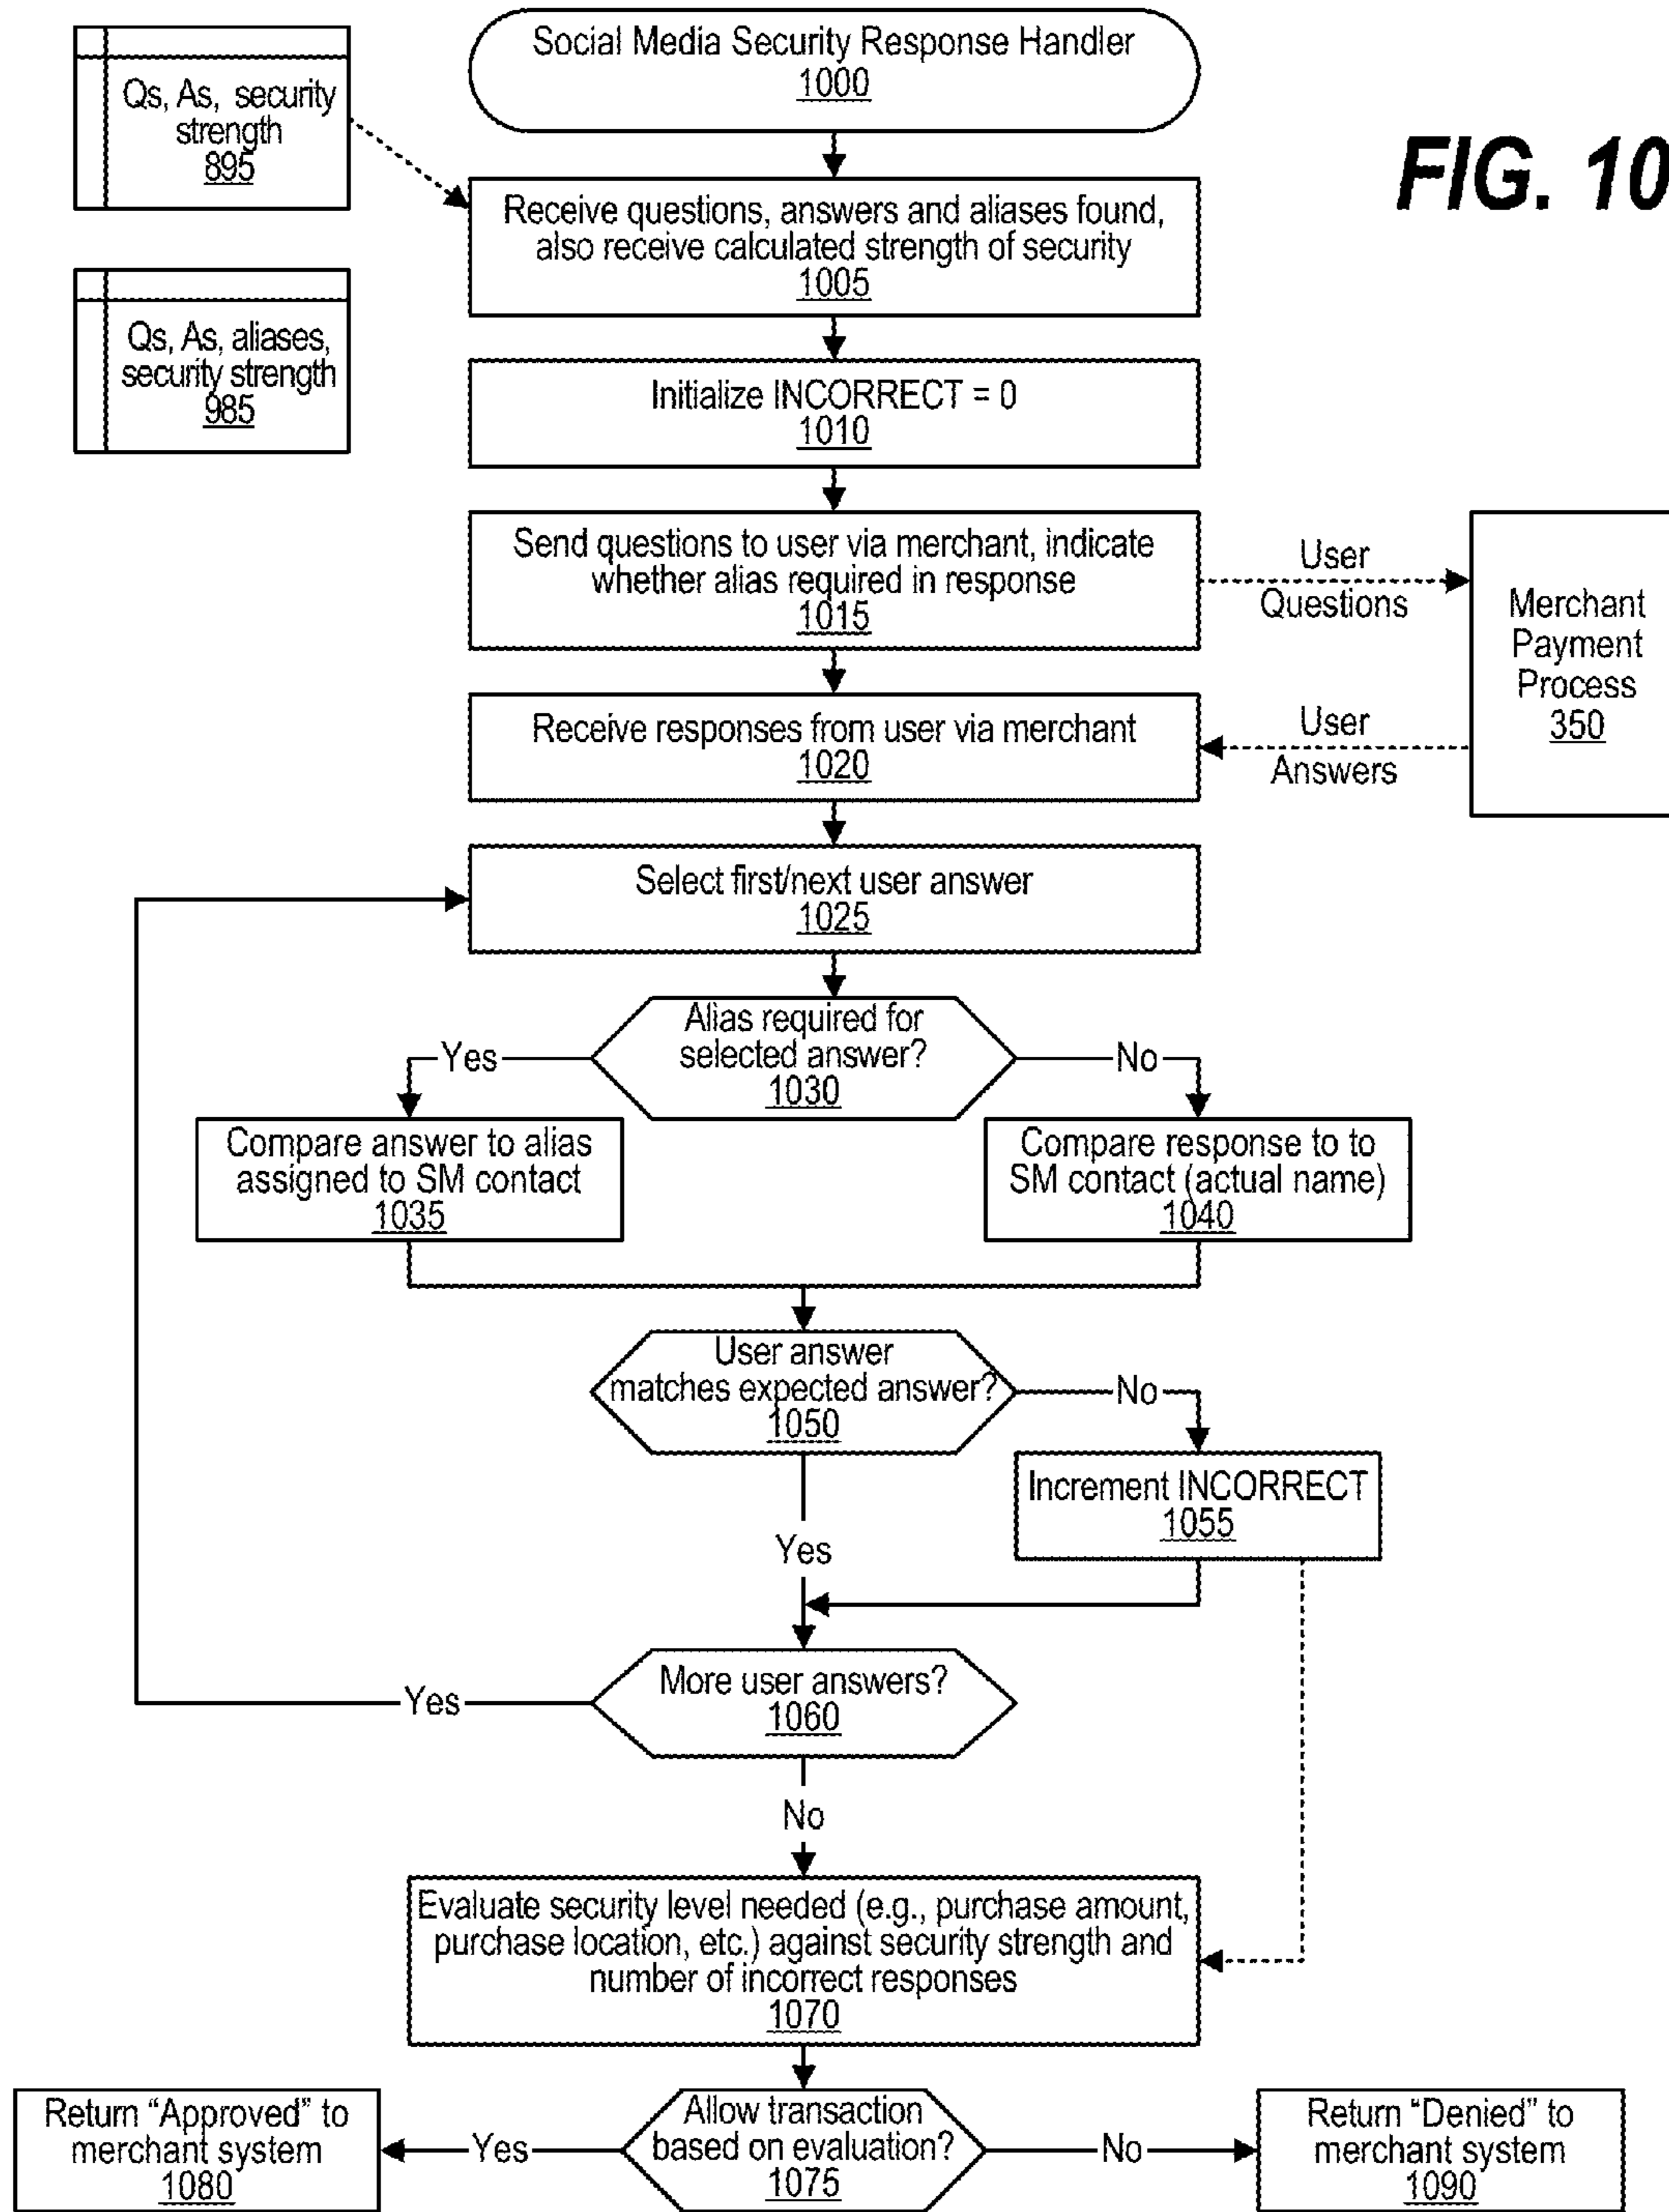 Social Media Security Response Handler
1000
FIG. 10
Qs, As, security
strength
895
Receive questions, answers and aliases found,
also receive calculated strength of security
1005
Qs, As, aliases,
security strength
985
Initialize INCORRECT = 0
1010
Send questions to user via merchant, indicate
whether alias required in response
1015
User
Questions
Merchant
Payment
Process
350
Receive responses from user via merchant
1020
User
Answers
Select first/next user answer
1025
Alias required for
selected answer?
1030
Yes
No
Compare answer to alias
assigned to SM contact
1035
Compare response to to
SM contact (actual name)
1040
User answer
matches expected answer?
1050
No
Increment INCORRECT
1055
Yes
More user answers?
1060
Yes
No
Evaluate security level needed (e.g., purchase amount,
purchase location, etc.) against security strength and
number of incorrect responses
1070
Allow transaction
based on evaluation?
1075
Yes
No
Return “Approved” to
merchant system
1080
Return “Denied” to
merchant system
1090